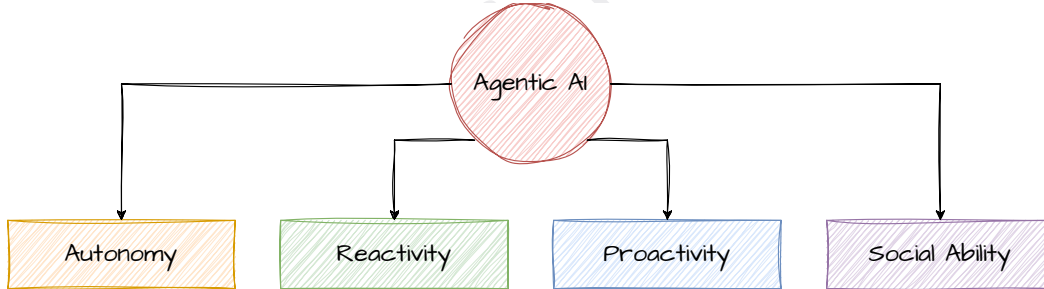 Agentic AI
Autonomy
Reactivity
Proactivity
Social Ability